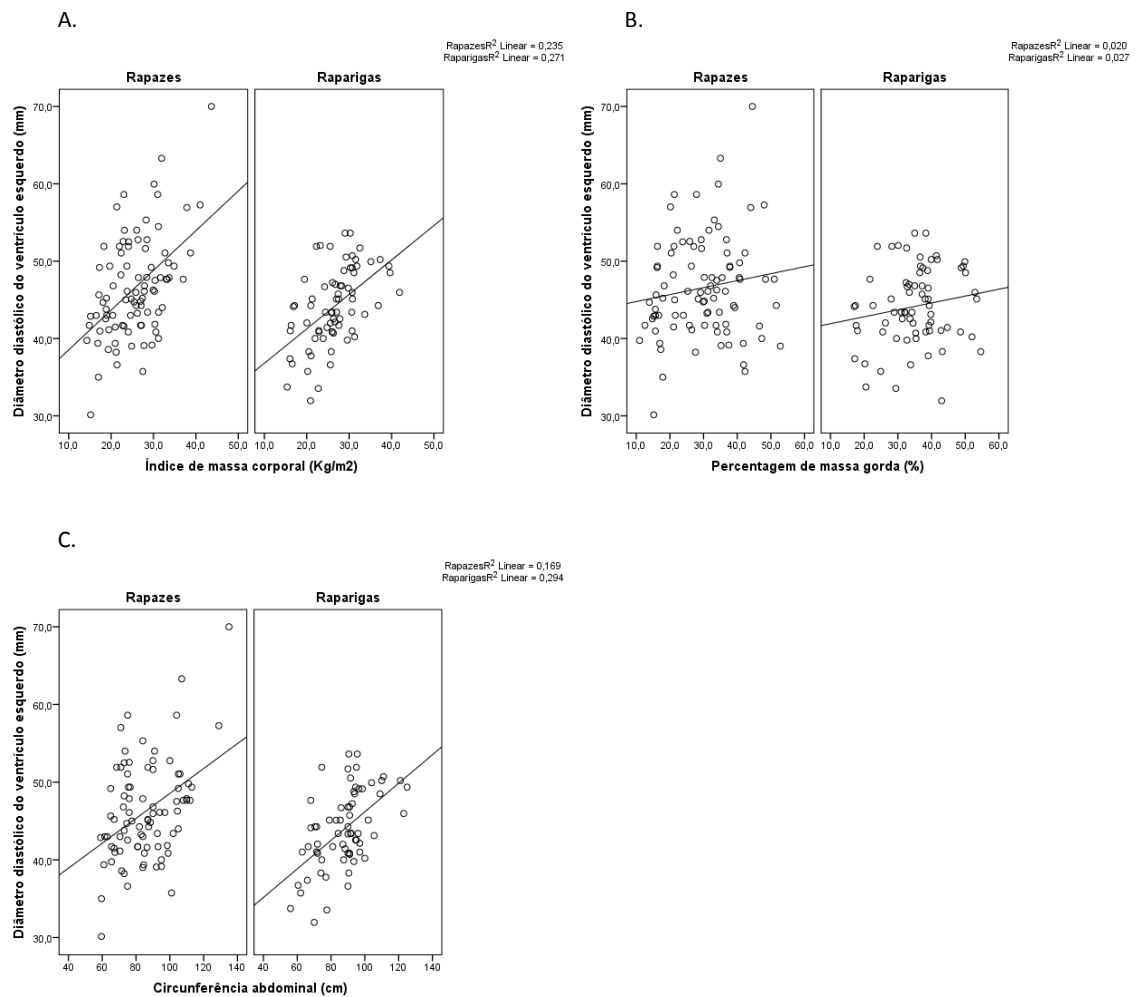 A.
RapazesR² Linear = 0,235
RaparigasR² Linear = 0,271
Rapazes
Raparigas
Diâmetro diastólico do ventrículo esquerdo (mm)
70,0
60,0
50,0
40,0
30,0
10,0 20,0 30,0 40,0 50,0 10,0 20,0 30,0 40,0 50,0
Índice de massa corporal (Kg/m2)
B.
RapazesR² Linear = 0,020
RaparigasR² Linear = 0,027
Rapazes
Raparigas
Diâmetro diastólico do ventrículo esquerdo (mm)
70,0
60,0
50,0
40,0
30,0
10,0 20,0 30,0 40,0 50,0 60,0 10,0 20,0 30,0 40,0 50,0 60,0
Percentagem de massa gorda (%)
C.
RapazesR² Linear = 0,169
RaparigasR² Linear = 0,294
Rapazes
Raparigas
Diâmetro diastólico do ventrículo esquerdo (mm)
70,0
60,0
50,0
40,0
30,0
40 60 80 100 120 140 40 60 80 100 120 140
Circunferência abdominal (cm)